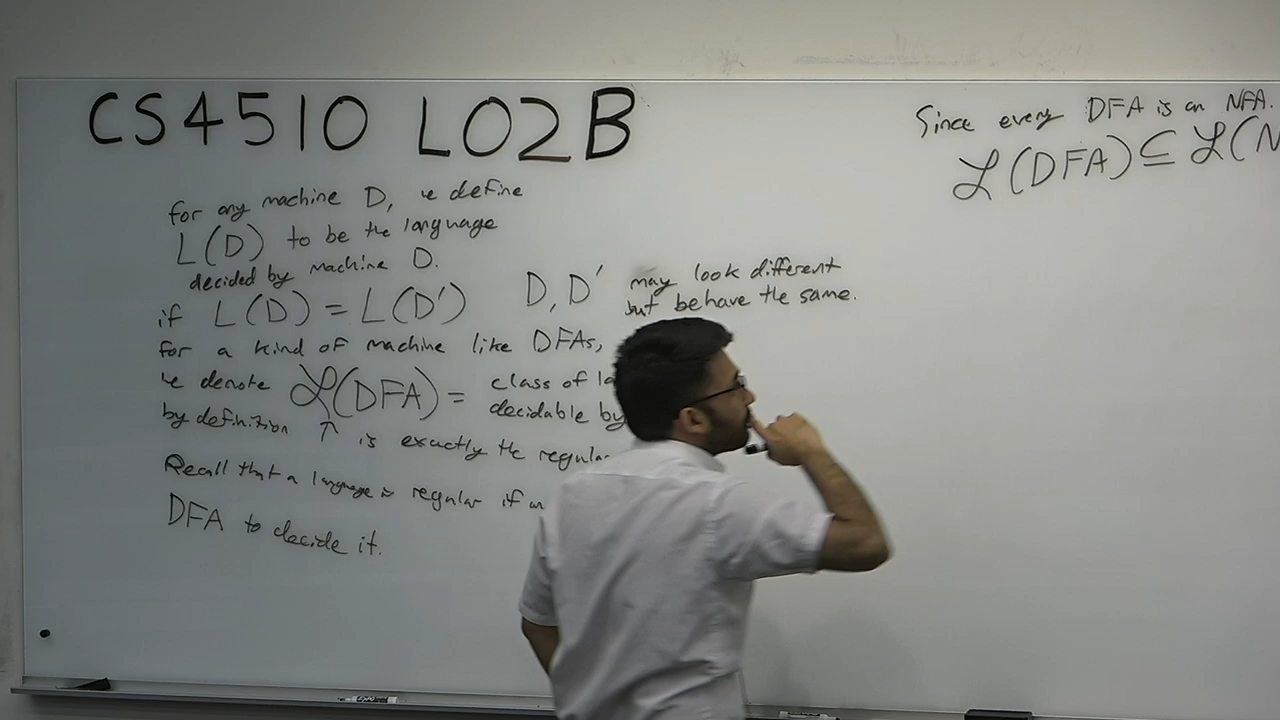 CS4510 L02B
for any machine D, we define
L(D) to be the language
decided by machine D.
if L(D) = L(D')
D, D' may look different
but behave the same.
for a kind of machine like DFAs,
we denote ℒ(DFA) = class of
decidable by
by definition ↑ is exactly the regular
Recall that a language is regular if
DFA to decide it.
Since every DFA is an NFA.
ℒ(DFA) ⊆ ℒ(N